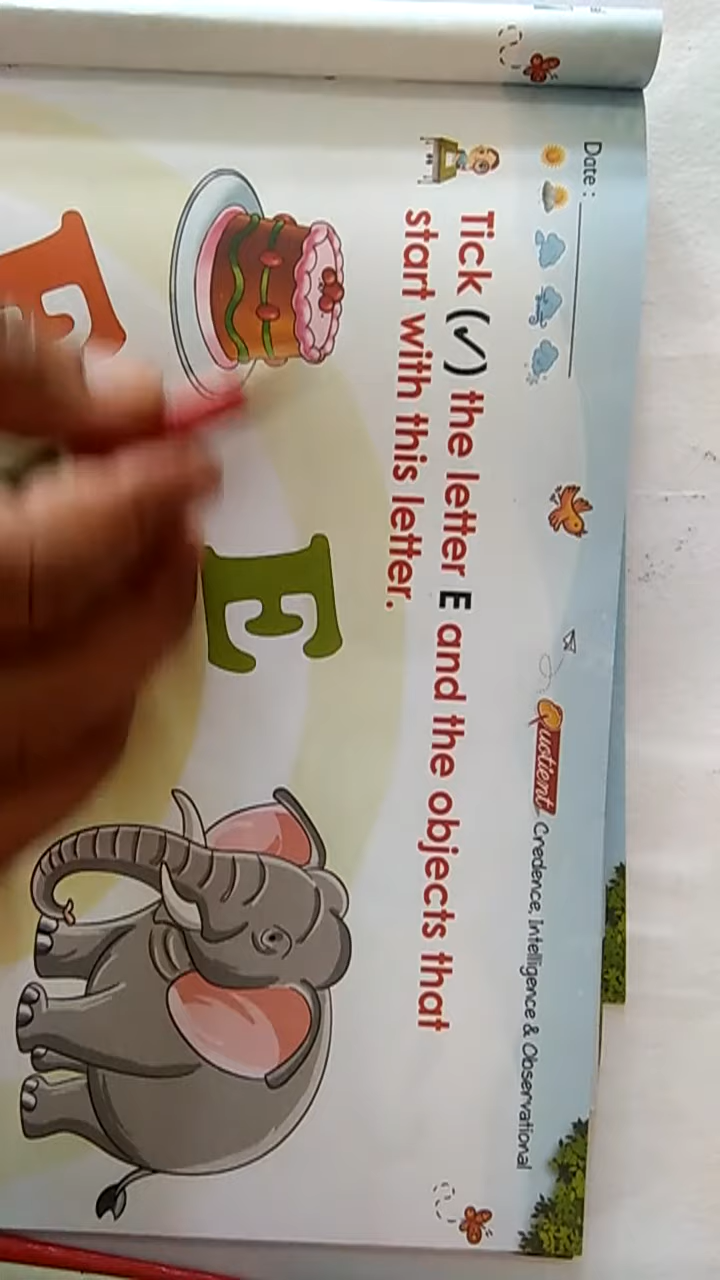 Date :
Quotient Credence, Intelligence & Observational
Tick (✓) the letter E and the objects that
start with this letter.
E